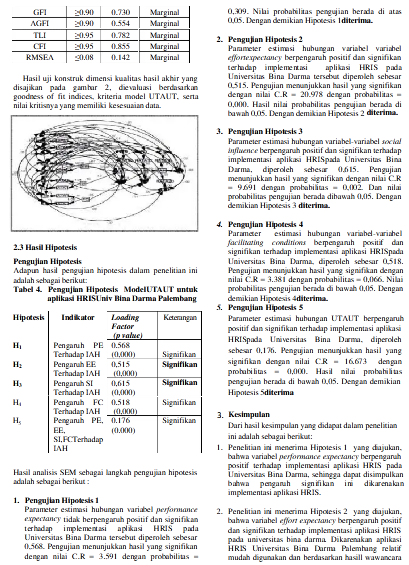 GFI ≥0.90 0.730 Marginal
AGFI ≥0.90 0.554 Marginal
TLI ≥0.95 0.782 Marginal
CFI ≥0.95 0.855 Marginal
RMSEA ≤0.08 0.142 Marginal
Hasil uji konstruk dimensi kualitas hasil akhir yang
disajikan pada gambar 2, dievaluasi berdasarkan
goodness of fit indices, kriteria model UTAUT, serta
nilai kritisnya yang memiliki kesesuaian data.
2.3 Hasil Hipotesis
Pengujian Hipotesis
Adapun hasil pengujian hipotesis dalam penelitian ini
adalah sebagai berikut:
Tabel 4. Pengujian Hipotesis ModelUTAUT untuk
aplikasi HRISUniv Bina Darma Palembang
Hipotesis Indikator Loading Keterangan
Factor
(p value)
H1 Pengaruh PE 0.568
Terhadap IAH (0,000) Signifikan
H2 Pengaruh EE 0,515 Signifikan
Terhadap IAH (0,000)
H3 Pengaruh SI 0,615 Signifikan
Terhadap IAH (0,000)
H4 Pengaruh FC 0.518 Signifikan
Terhadap IAH (0,000)
H5 Pengaruh PE, 0.176 Signifikan
EE, (0.000)
SI,FCTerhadap
IAH
Hasil analisis SEM sebagai langkah pengujian hipotesis
adalah sebagai berikut :
1. Pengujian Hipotesis 1
Parameter estimasi hubungan variabel performance
expectancy tidak berpengaruh positif dan signifikan
terhadap implementasi aplikasi HRIS pada
Universitas Bina Darma tersebut diperoleh sebesar
0,568. Pengujian menunjukkan hasil yang signifikan
dengan nilai C.R = 3.591 dengan probabilitas =
0,309. Nilai probabilitas pengujian berada di atas
0,05. Dengan demikian Hipotesis 1diterima.
2. Pengujian Hipotesis 2
Parameter estimasi hubungan variabel variabel
effortexpectancy berpengaruh positif dan signifikan
terhadap implementasi aplikasi HRIS pada
Universitas Bina Darma tersebut diperoleh sebesar
0,515. Pengujian menunjukkan hasil yang signifikan
dengan nilai C.R = 20.978 dengan probabilitas =
0,000. Hasil nilai probabilitas pengujian berada di
bawah 0,05. Dengan demikian Hipotesis 2 diterima.
3. Pengujian Hipotesis 3
Parameter estimasi hubungan variabel-variabel social
influence berpengaruh positif dan signifikan terhadap
implementasi aplikasi HRISpada Universitas Bina
Darma, diperoleh sebesar 0.615. Pengujian
menunjukkan hasil yang signifikan dengan nilai C.R
= 9.691 dengan probabilitas = 0,002. Dan nilai
probabilitas pengujian berada dibawah 0,05. Dengan
demikian Hipotesis 3 diterima.
4. Pengujian Hipotesis 4
Parameter estimasi hubungan variabel-variabel
facilitating conditions berpengaruh positif dan
signifikan terhadap implementasi aplikasi HRISpada
Universitas Bina Darma, diperoleh sebesar 0,518.
Pengujian menunjukkan hasil yang signifikan dengan
nilai C.R = 3.381 dengan probabilitas = 0,066. Nilai
probabilitas pengujian berada di bawah 0,05. Dengan
demikian Hipotesis 4diterima.
5. Pengujian Hipotesis 5
Parameter estimasi hubungan UTAUT berpengaruh
positif dan signifikan terhadap implementasi aplikasi
HRISpada Universitas Bina Darma, diperoleh
sebesar 0,176. Pengujian menunjukkan hasil yang
signifikan dengan nilai C.R = 16.673 dengan
probabilitas = 0,000. Hasil nilai probabilitas
pengujian berada di bawah 0,05. Dengan demikian
Hipotesis 5diterima
3. Kesimpulan
Dari hasil kesimpulan yang didapat dalam penelitian
ini adalah sebagai berikut:
1. Penelitian ini menerima Hipotesis 1 yang diajukan,
bahwa variabel performance expectancy berpengaruh
positif terhadap implementasi aplikasi HRIS pada
Universitas Bina Darma, sehingga dapat disimpulkan
bahwa pengaruh signifikan ini dikarenakan
implementasi aplikasi HRIS.
2. Penelitian ini menerima Hipotesis 2 yang diajukan,
bahwa variabel effort expectancy berpengaruh positif
dan signifikan terhadap implementasi aplikasi HRIS
pada universitas bina darma. Dikarenakan Aplikasi
HRIS Universitas Bina Darma Palembang relatif
mudah digunakan dan berdasarkan hasill wawancara